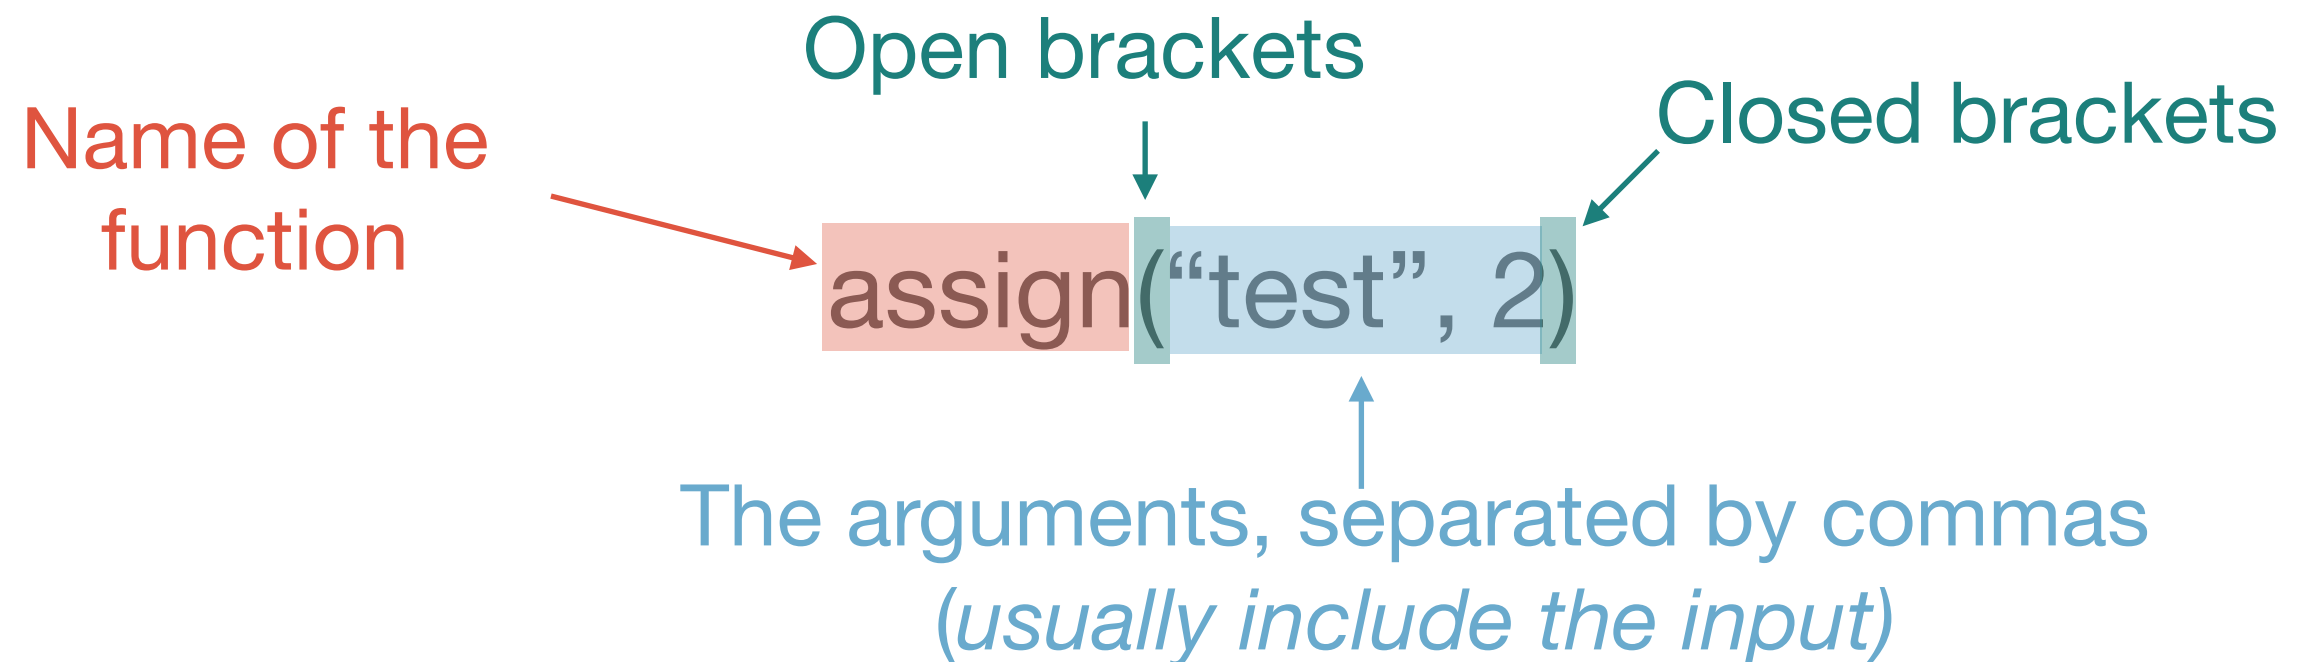 Open brackets
Closed brackets
Name of the
function
assign(“test”, 2)
The arguments, separated by commas
(usually include the input)